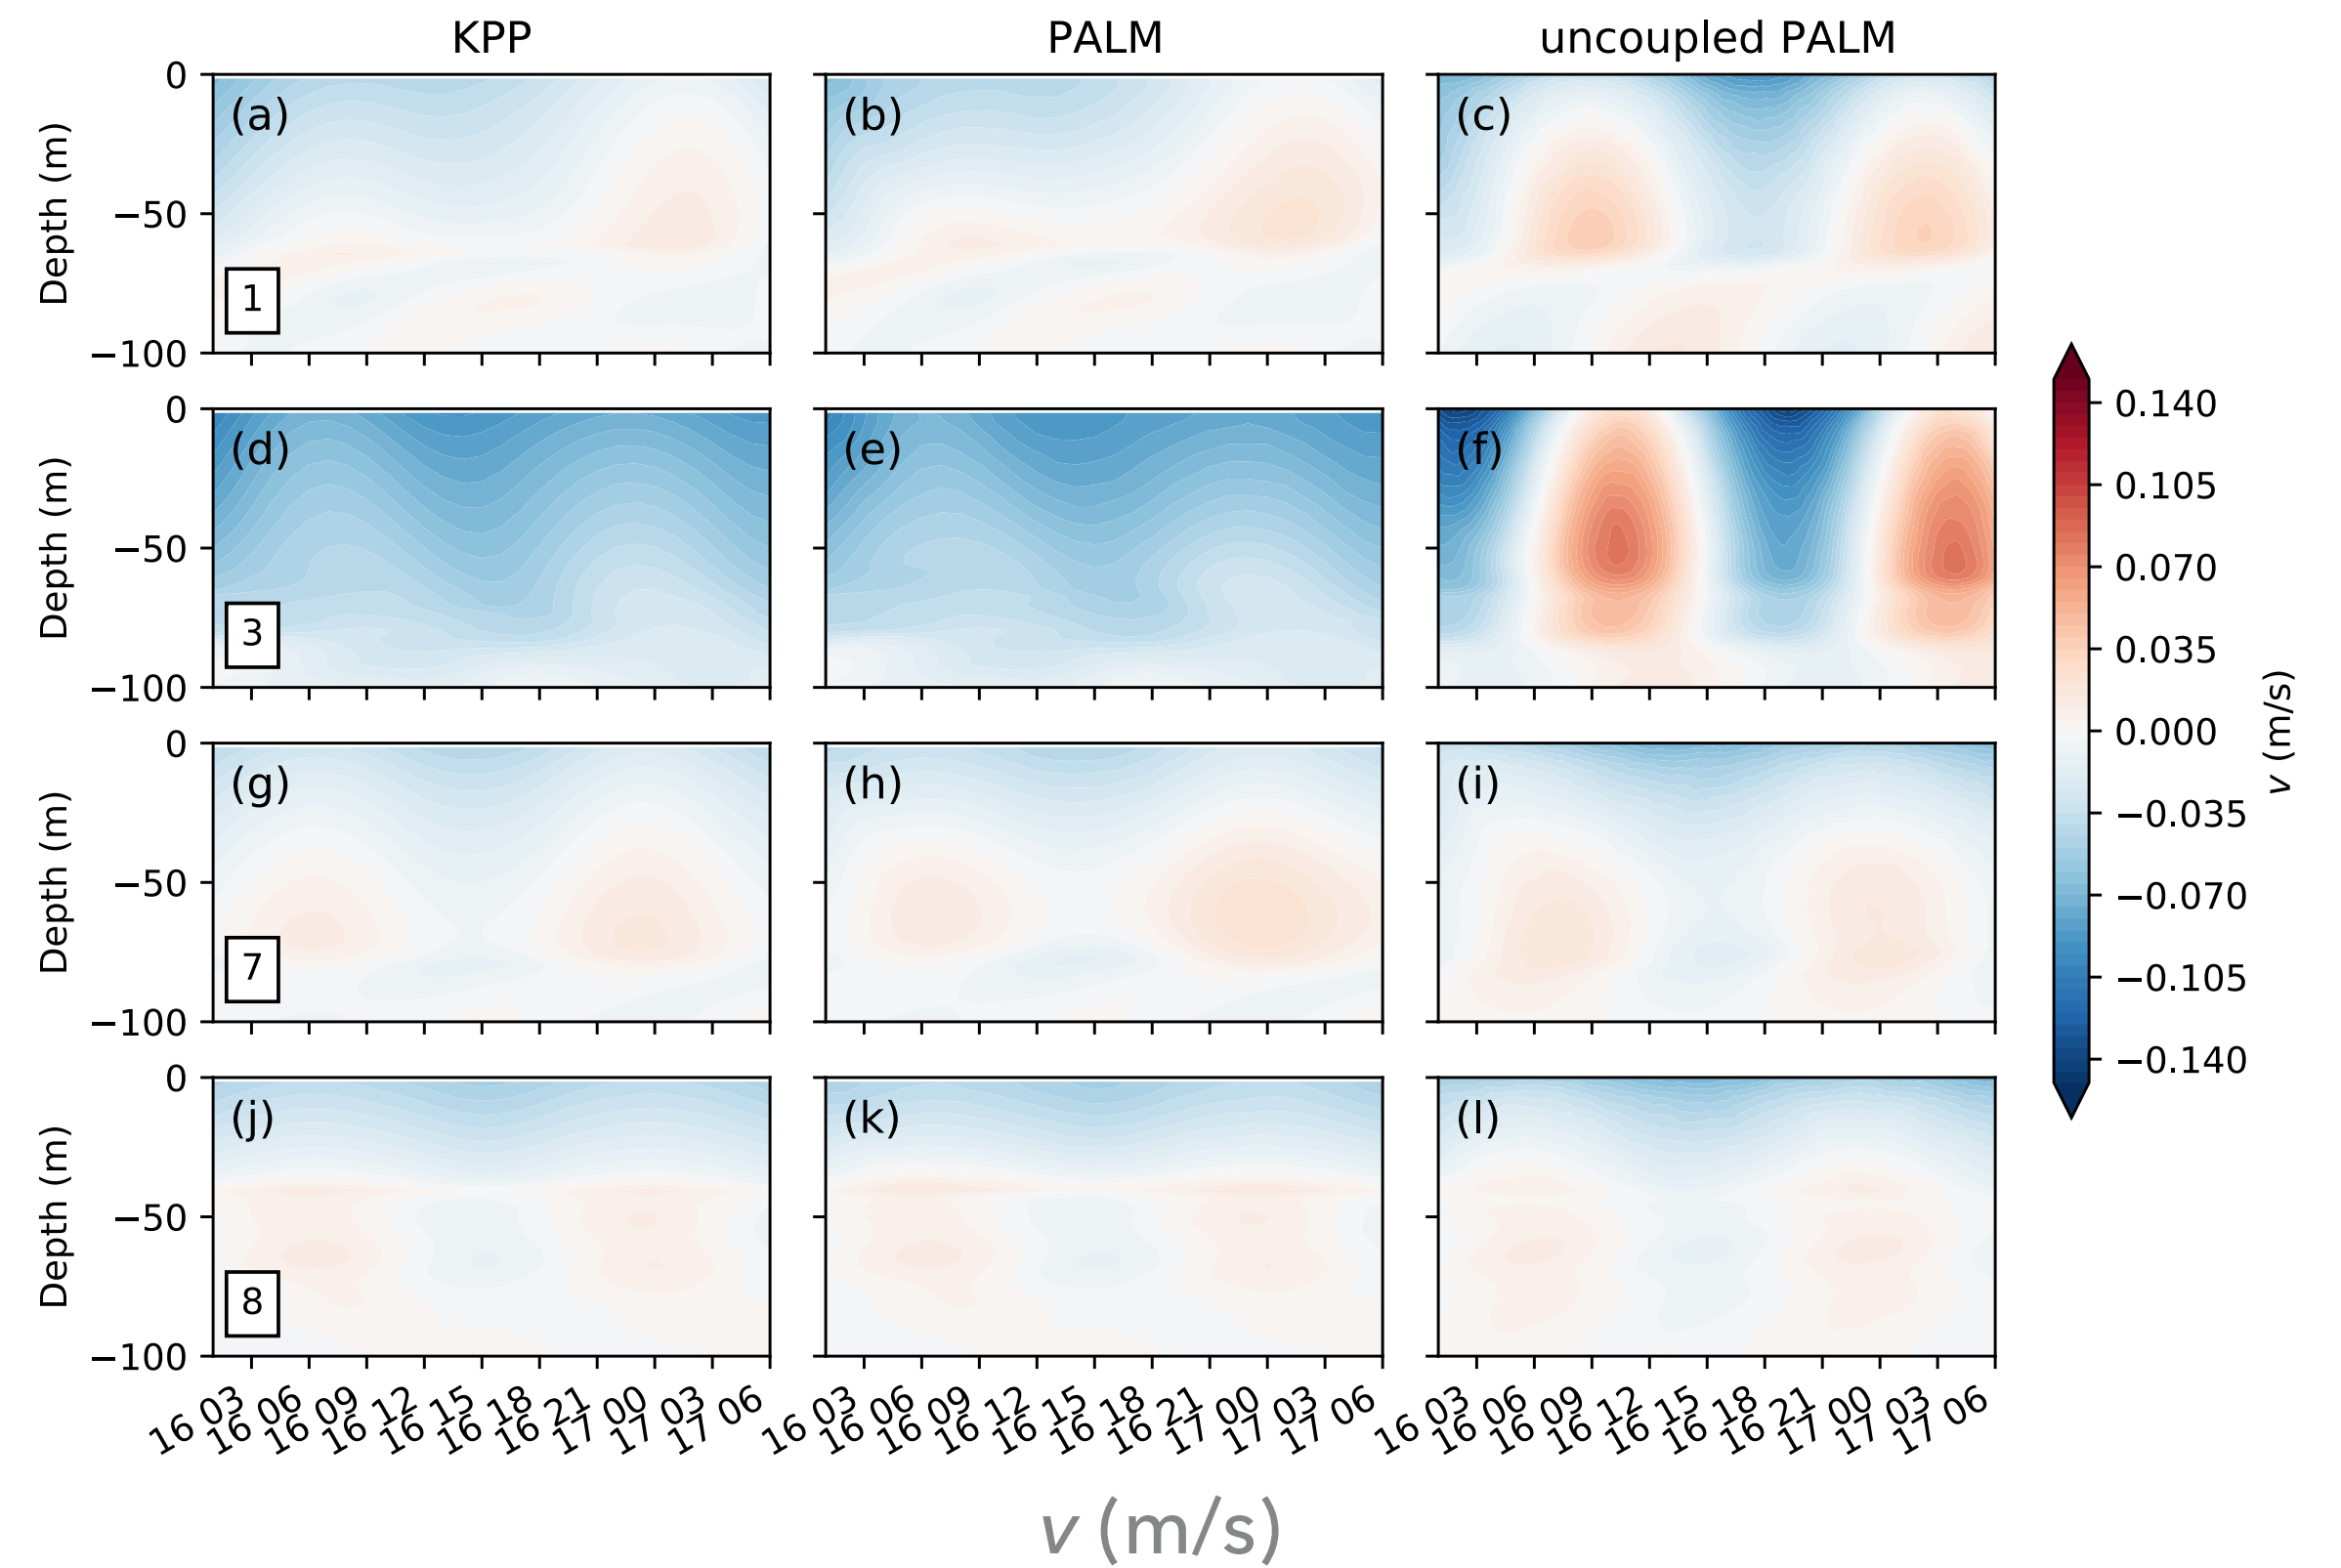 KPP PALM uncoupled PALM
0
(a) (b) (c)
Depth (m)
−50
1
−100
0
(d) (e) (f)
Depth (m)
−50
3
−100
0
(g) (h) (i)
Depth (m)
−50
7
−100
0
(j) (k) (l)
Depth (m)
−50
8
−100
16 03 16 06 16 09 16 12 16 15 16 18 16 21 17 00 17 03 17 06
16 03 16 06 16 09 16 12 16 15 16 18 16 21 17 00 17 03 17 06
16 03 16 06 16 09 16 12 16 15 16 18 16 21 17 00 17 03 17 06
0.140
0.105
0.070
0.035
0.000
−0.035
−0.070
−0.105
−0.140
v (m/s)
v (m/s)